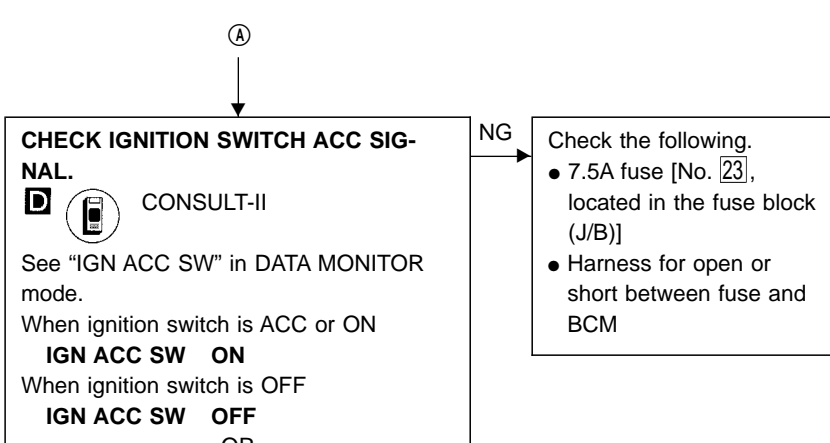 Ⓐ
CHECK IGNITION SWITCH ACC SIG-
NAL.
D CONSULT-II
See “IGN ACC SW” in DATA MONITOR
mode.
When ignition switch is ACC or ON
IGN ACC SW ON
When ignition switch is OFF
IGN ACC SW OFF
OR
NG
Check the following.
● 7.5A fuse [No. 23,
located in the fuse block
(J/B)]
● Harness for open or
short between fuse and
BCM